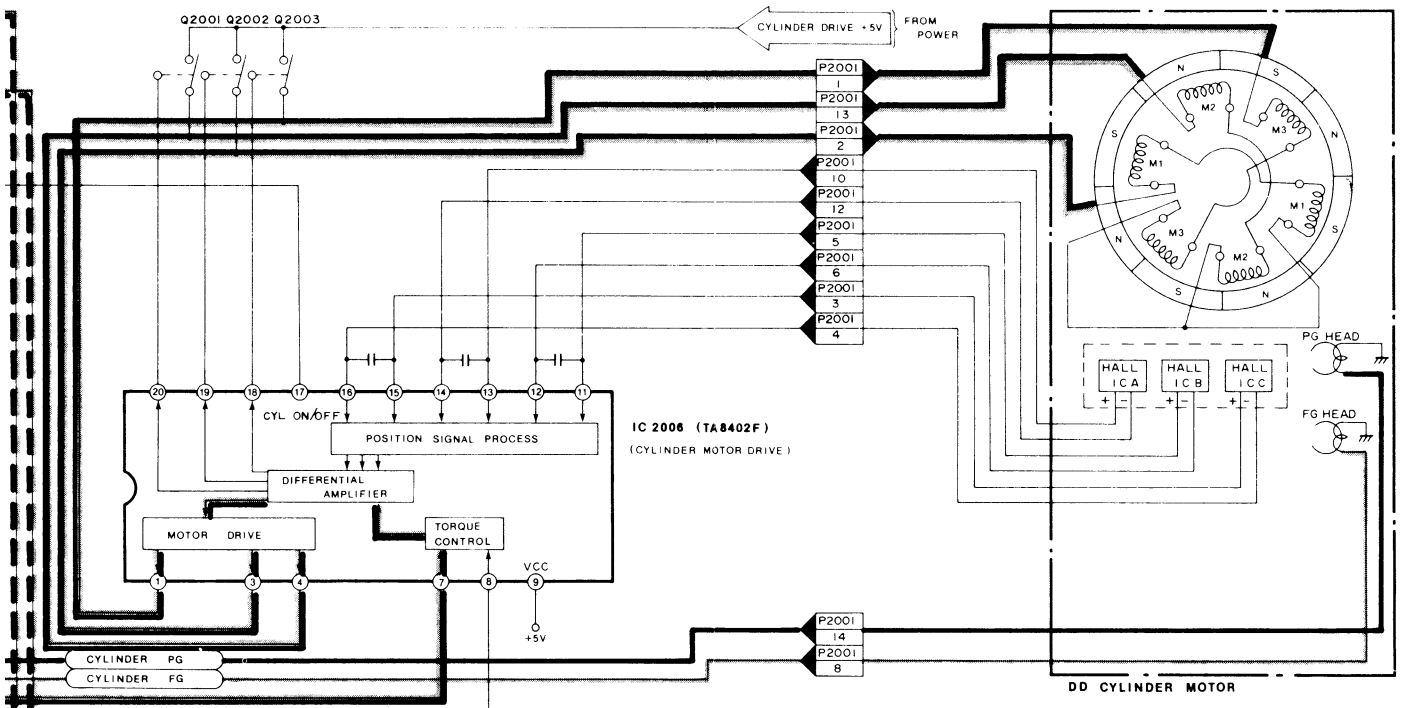 Q2001 Q2002 Q2003
CYLINDER DRIVE +5V
FROM
POWER
P2001
1
P2001
13
P2001
2
P2001
10
P2001
12
P2001
5
P2001
6
P2001
3
P2001
4
N
S
N
S
N
S
N
S
M2
M3
M1
M1
M3
M2
PG HEAD
FG HEAD
HALL
IC A
+ -
HALL
IC B
+ -
HALL
IC C
+ -
20
19
18
17
16
15
14
13
12
11
CYL ON/OFF
POSITION SIGNAL PROCESS
IC 2006 (TA8402F)
(CYLINDER MOTOR DRIVE)
DIFFERENTIAL
AMPLIFIER
MOTOR DRIVE
TORQUE
CONTROL
VCC
1
3
4
7
8
9
+5V
P2001
14
P2001
8
CYLINDER PG
CYLINDER FG
DD CYLINDER MOTOR